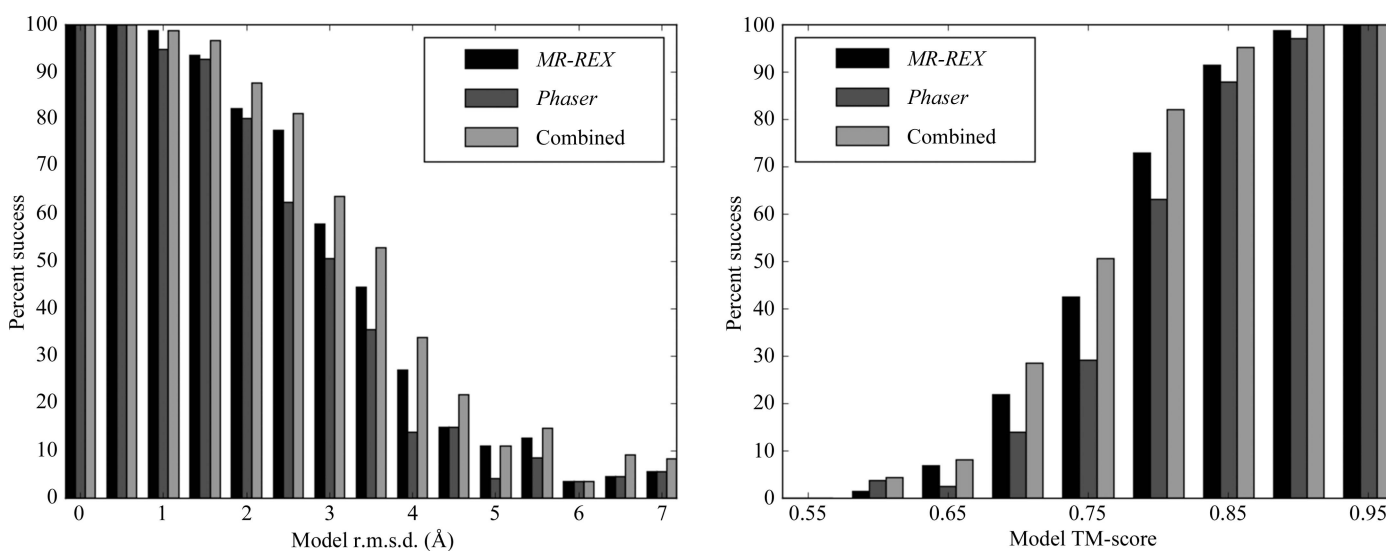 100
90
80
70
60
50
40
30
20
10
0
Percent success
MR-REX
Phaser
Combined
0 1 2 3 4 5 6 7
Model r.m.s.d. (Å)
100
90
80
70
60
50
40
30
20
10
0
Percent success
MR-REX
Phaser
Combined
0.55 0.65 0.75 0.85 0.95
Model TM-score